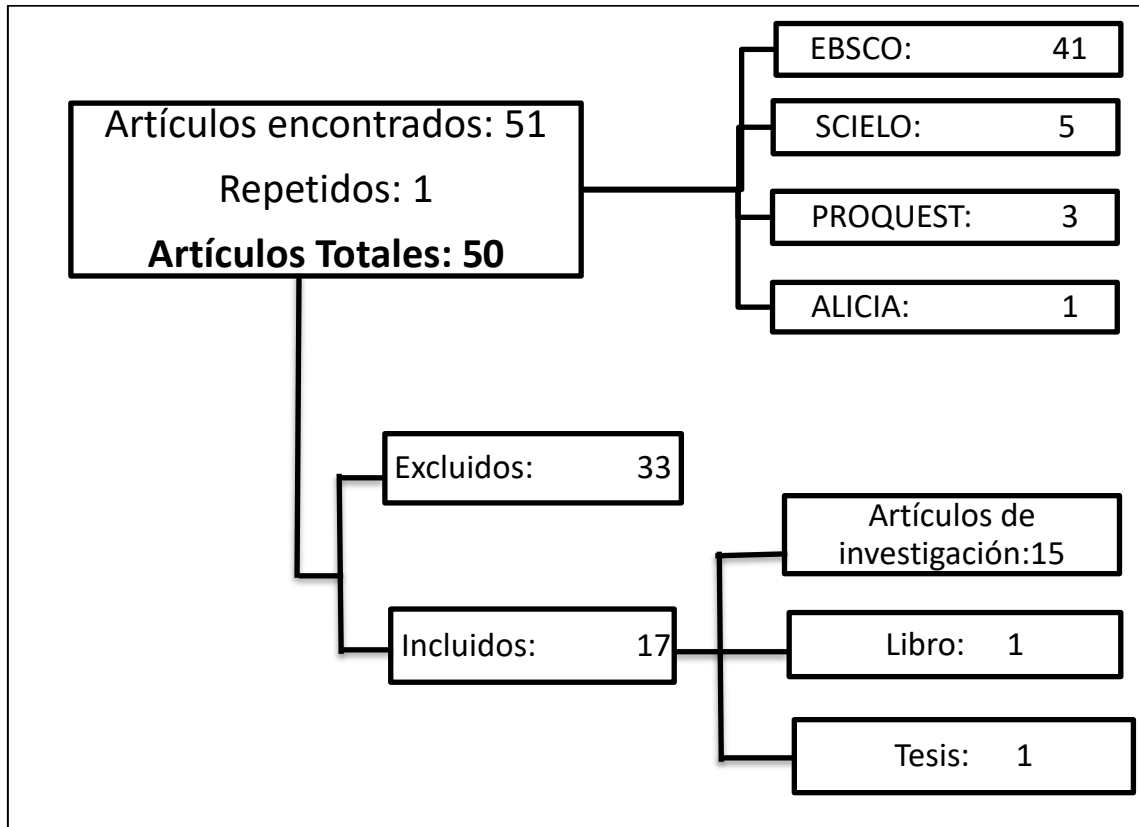 Artículos encontrados: 51
Repetidos: 1
Artículos Totales: 50
EBSCO: 41
SCIELO: 5
PROQUEST: 3
ALICIA: 1
Excluidos: 33
Incluidos: 17
Artículos de
investigación:15
Libro: 1
Tesis: 1